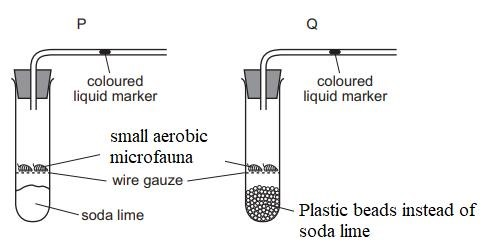 P
Q
coloured
liquid marker
coloured
liquid marker
small aerobic
microfauna
wire gauze
soda lime
Plastic beads instead of
soda lime